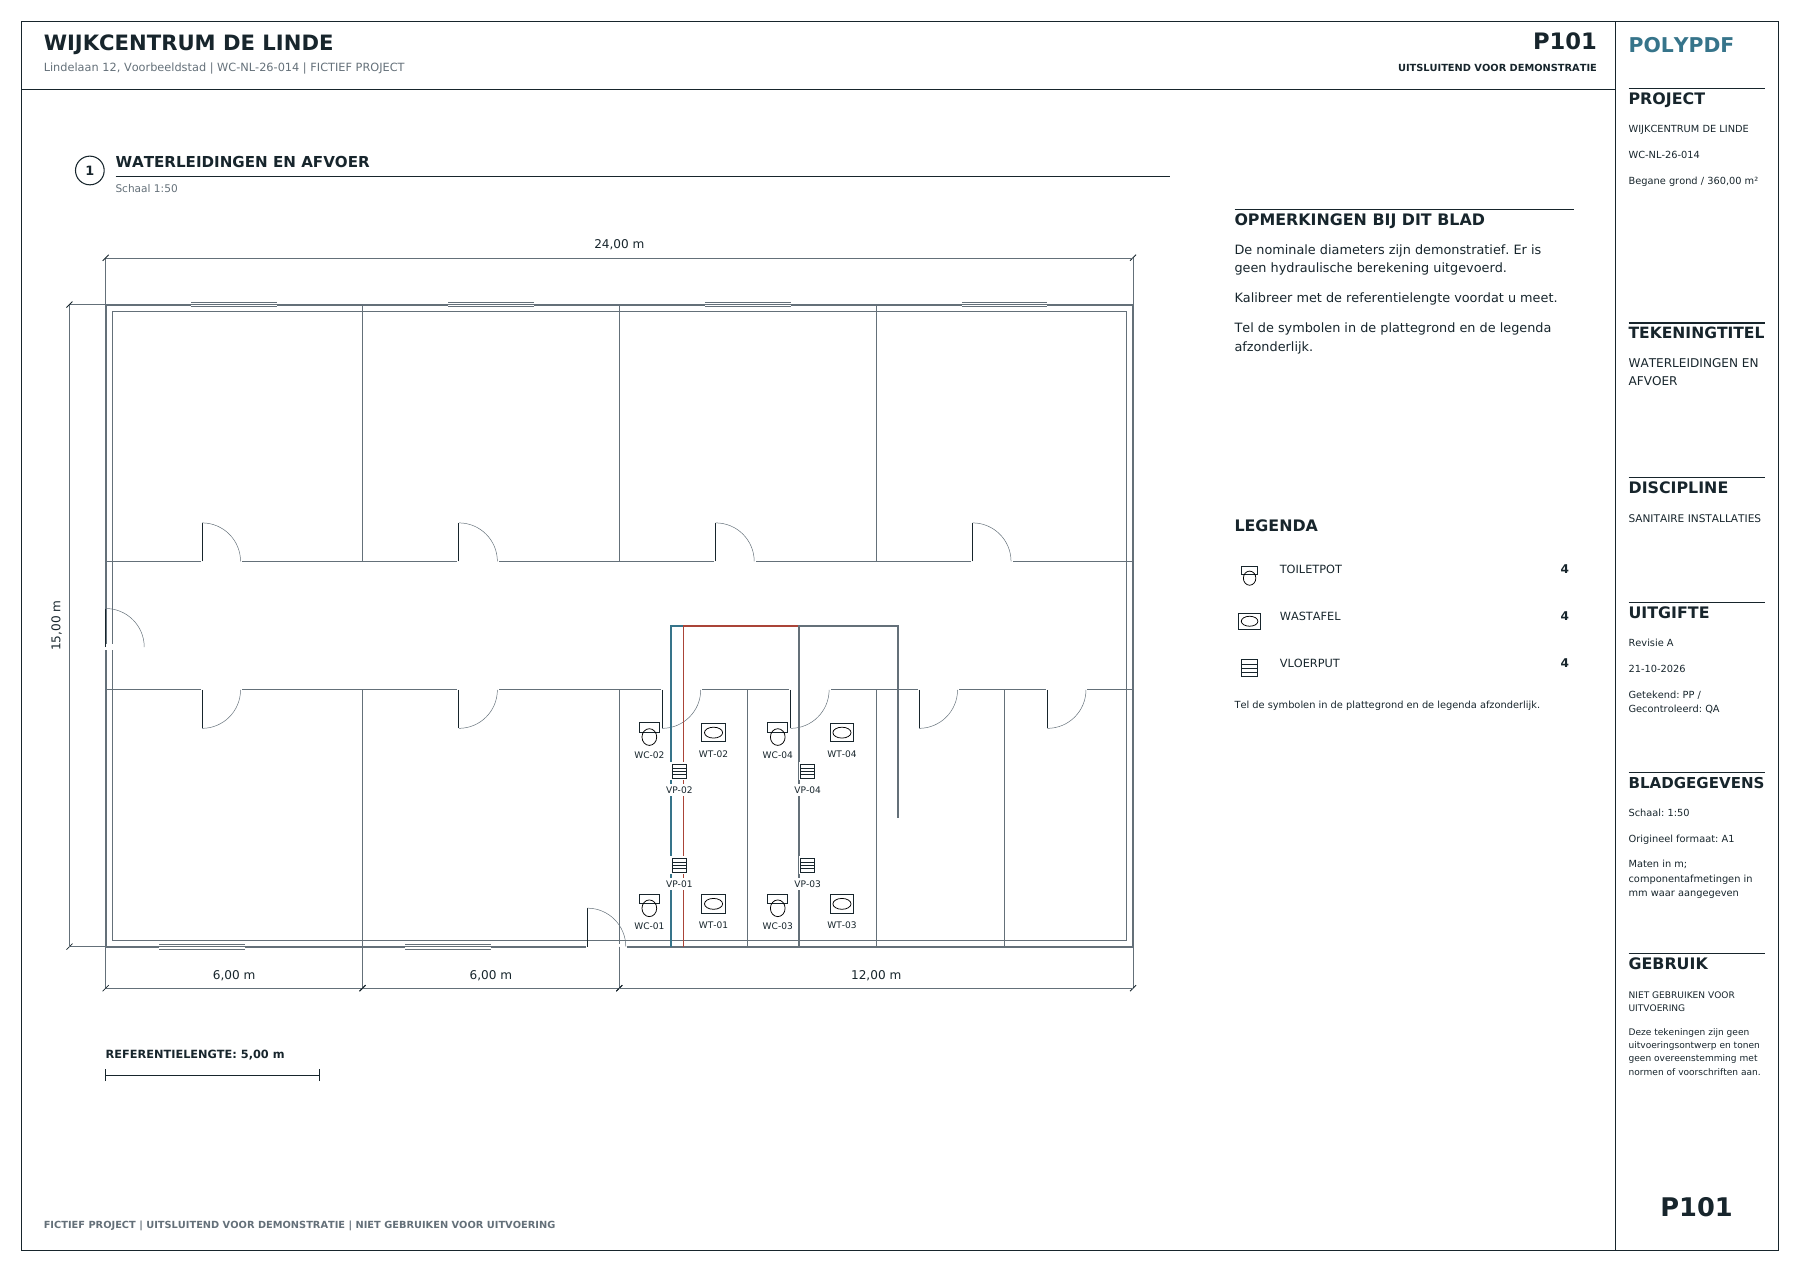 WIJKCENTRUM DE LINDE
Lindelaan 12, Voorbeeldstad | WC-NL-26-014 | FICTIEF PROJECT
P101
UITSLUITEND VOOR DEMONSTRATIE
1
WATERLEIDINGEN EN AFVOER
Schaal 1:50
24,00 m
15,00 m
WC-02
WT-02
WC-04
WT-04
VP-02
VP-04
VP-01
VP-03
WC-01
WT-01
WC-03
WT-03
6,00 m
6,00 m
12,00 m
REFERENTIELENGTE: 5,00 m
OPMERKINGEN BIJ DIT BLAD
De nominale diameters zijn demonstratief. Er is
geen hydraulische berekening uitgevoerd.
Kalibreer met de referentielengte voordat u meet.
Tel de symbolen in de plattegrond en de legenda
afzonderlijk.
LEGENDA
TOILETPOT 4
WASTAFEL 4
VLOERPUT 4
Tel de symbolen in de plattegrond en de legenda afzonderlijk.
POLYPDF
PROJECT
WIJKCENTRUM DE LINDE
WC-NL-26-014
Begane grond / 360,00 m²
TEKENINGTITEL
WATERLEIDINGEN EN
AFVOER
DISCIPLINE
SANITAIRE INSTALLATIES
UITGIFTE
Revisie A
21-10-2026
Getekend: PP /
Gecontroleerd: QA
BLADGEGEVENS
Schaal: 1:50
Origineel formaat: A1
Maten in m;
componentafmetingen in
mm waar aangegeven
GEBRUIK
NIET GEBRUIKEN VOOR
UITVOERING
Deze tekeningen zijn geen
uitvoeringsontwerp en tonen
geen overeenstemming met
normen of voorschriften aan.
P101
FICTIEF PROJECT | UITSLUITEND VOOR DEMONSTRATIE | NIET GEBRUIKEN VOOR UITVOERING